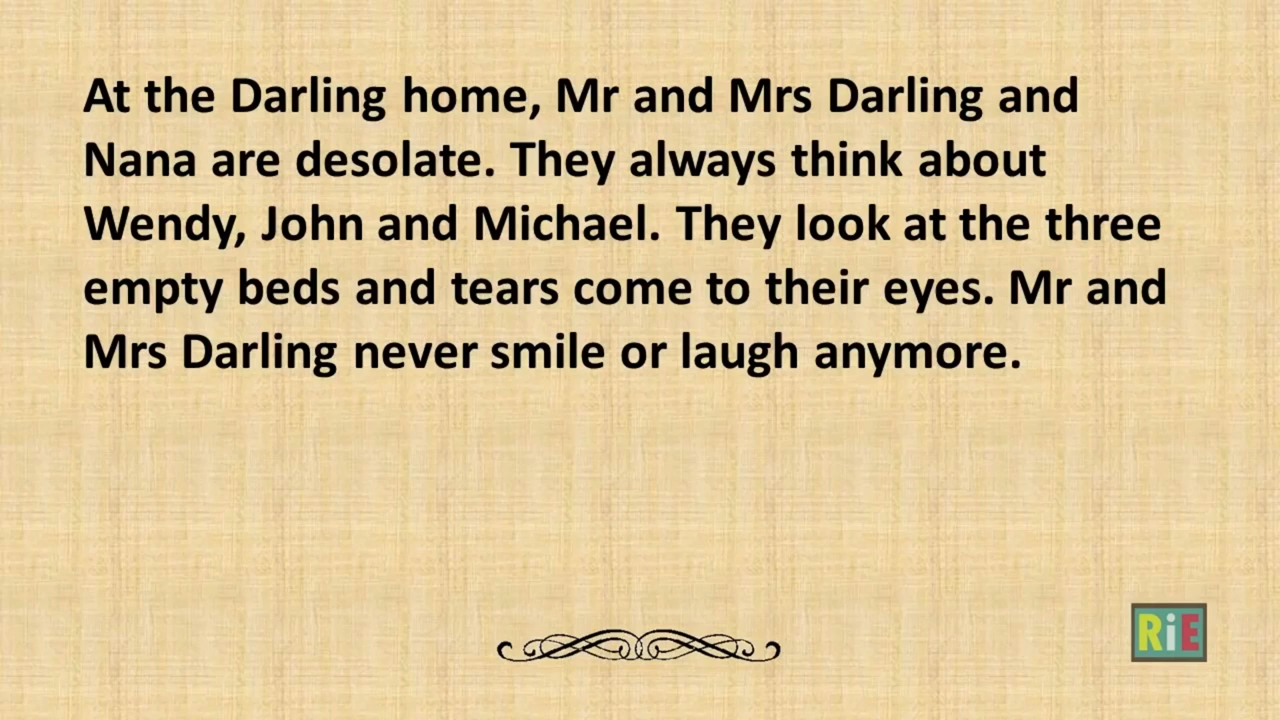 At the Darling home, Mr and Mrs Darling and
Nana are desolate. They always think about
Wendy, John and Michael. They look at the three
empty beds and tears come to their eyes. Mr and
Mrs Darling never smile or laugh anymore.
RiE